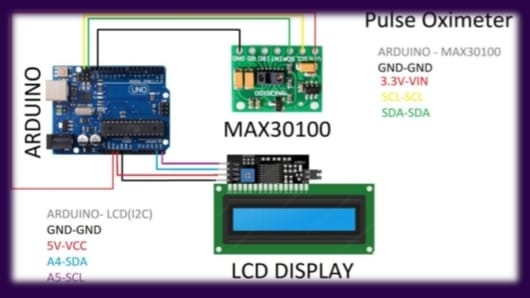 Pulse Oximeter
ARDUINO - MAX30100
GND-GND
3.3V-VIN
SCL-SCL
SDA-SDA
ARDUINO
UNO
MAX30100
MAX30100
ARDUINO- LCD(I2C)
GND-GND
5V-VCC
A4-SDA
A5-SCL
LCD DISPLAY